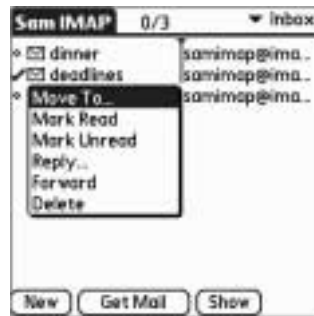 Sam IMAP 0/3 Inbox
dinner samimap@ima...
deadlines samimap@ima...
samimap@ima...
Move To...
Mark Read
Mark Unread
Reply...
Forward
Delete
New Get Mail Show